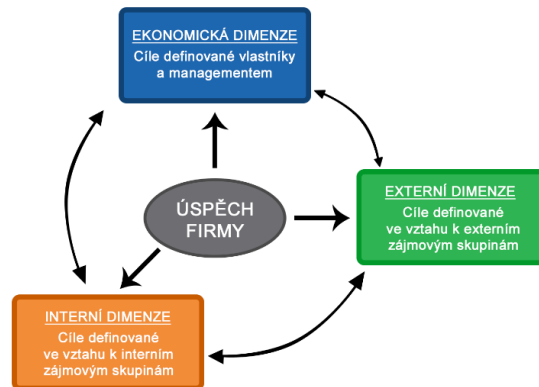 EKONOMICKÁ DIMENZE
Cíle definované vlastníky
a managementem
ÚSPĚCH
FIRMY
EXTERNÍ DIMENZE
Cíle definované
ve vztahu k externím
zájmovým skupinám
INTERNÍ DIMENZE
Cíle definované
ve vztahu k interním
zájmovým skupinám